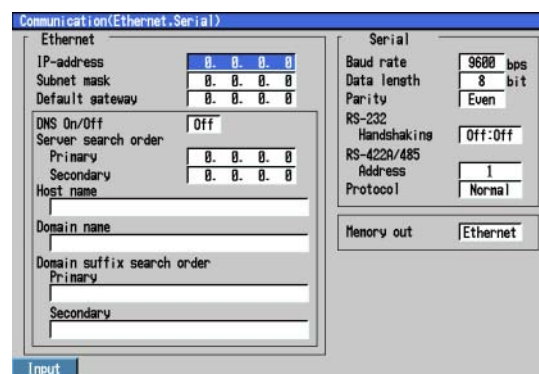 Communication(Ethernet.Serial)
Ethernet
IP-address 0. 0. 0. 0
Subnet mask 0. 0. 0. 0
Default gateway 0. 0. 0. 0
DNS On/Off Off
Server search order
Primary 0. 0. 0. 0
Secondary 0. 0. 0. 0
Host name
Domain name
Domain suffix search order
Primary
Secondary
Serial
Baud rate 9600 bps
Data length 8 bit
Parity Even
RS-232
Handshaking Off:Off
RS-422A/485
Address 1
Protocol Normal
Memory out Ethernet
Input